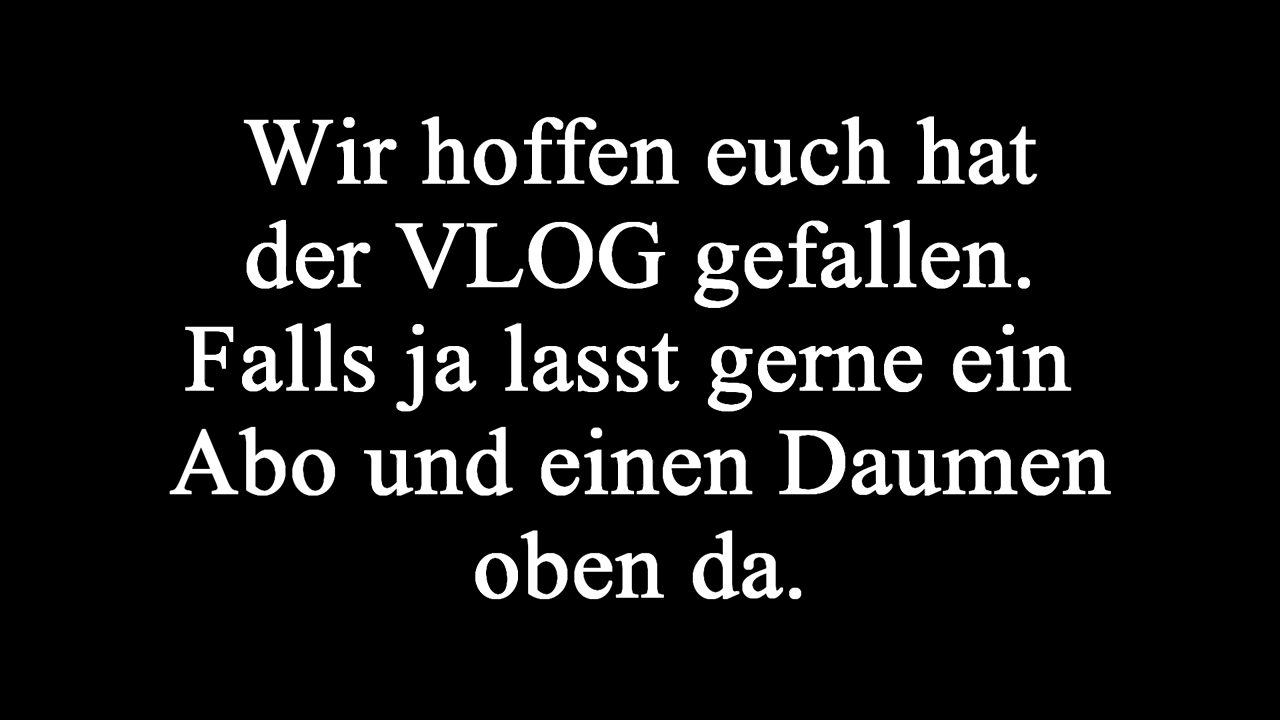 Wir hoffen euch hat
der VLOG gefallen.
Falls ja lasst gerne ein
Abo und einen Daumen
oben da.